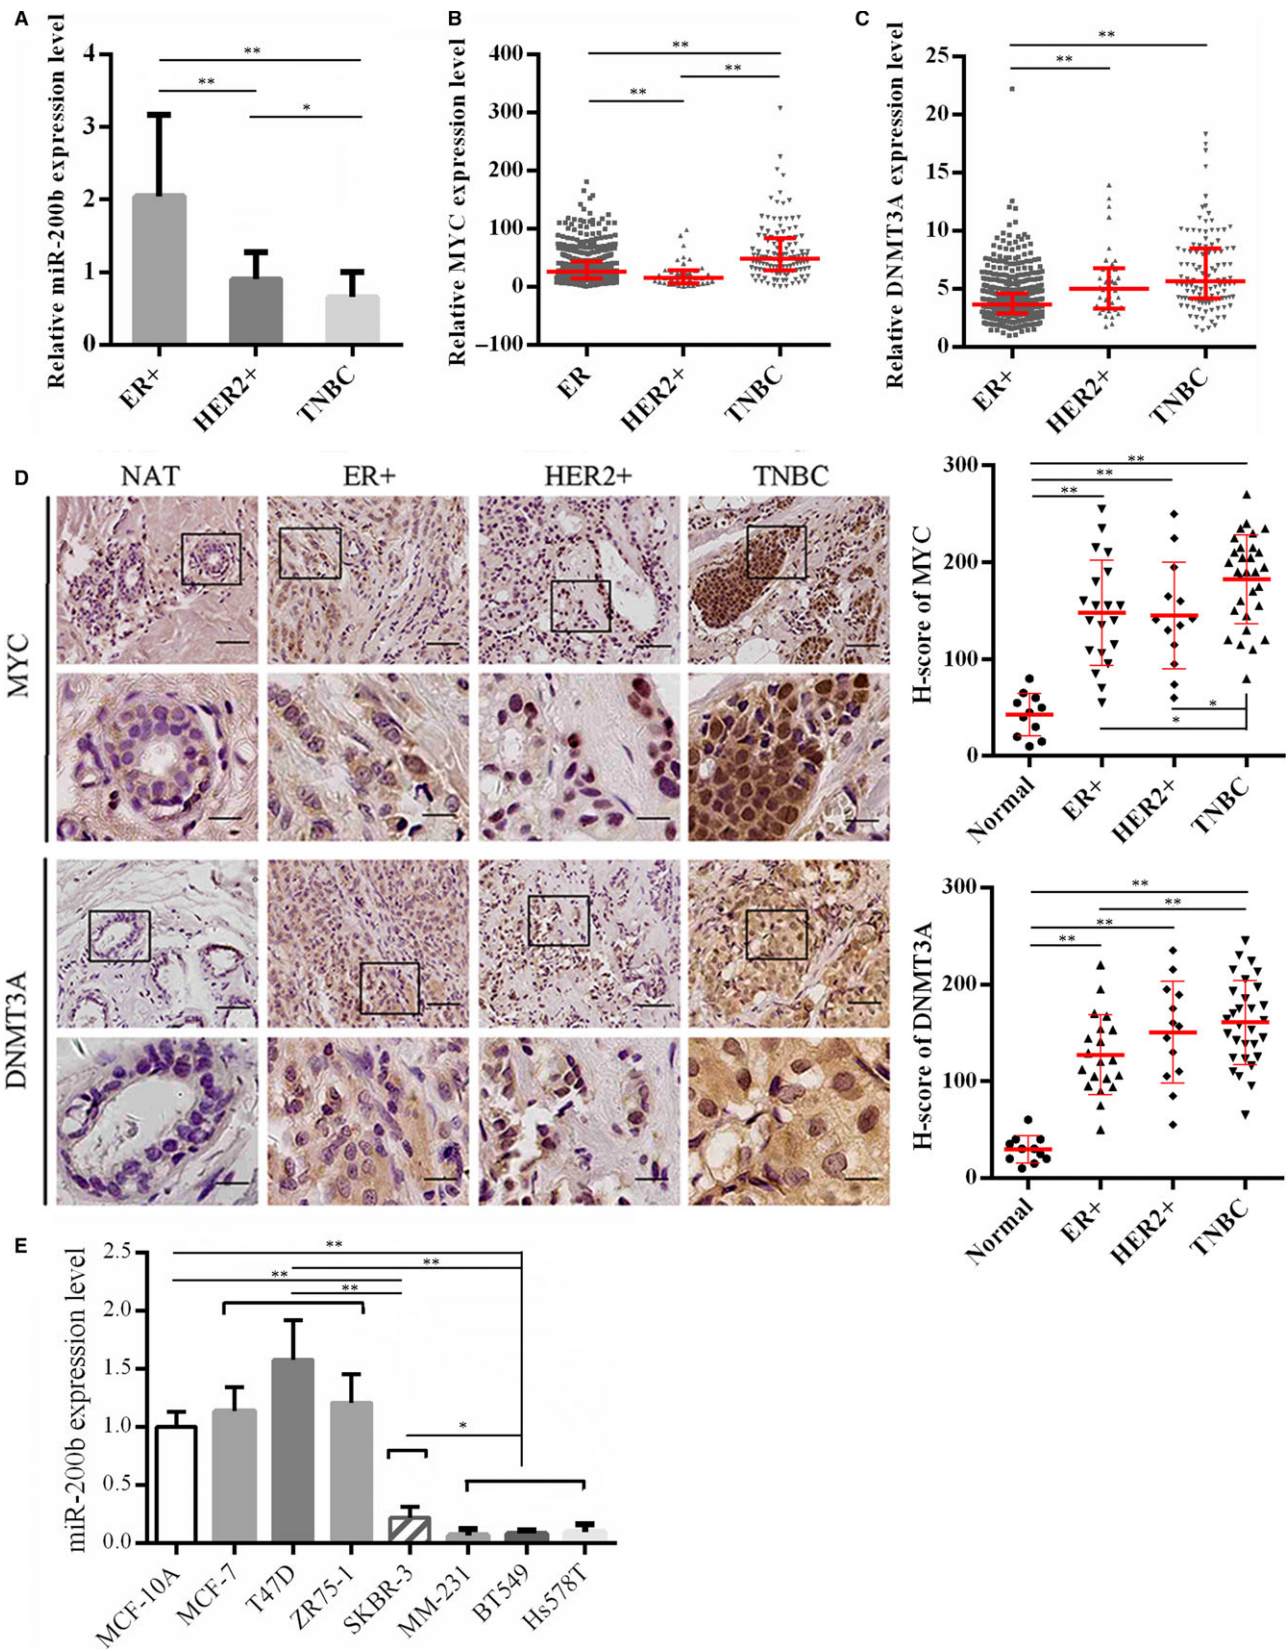 A
Relative miR-200b expression level
4
3
2
1
0
**
**
*
ER+
HER2+
TNBC
B
Relative MYC expression level
400
300
200
100
0
−100
**
**
**
ER
HER2+
TNBC
C
Relative DNMT3A expression level
25
20
15
10
5
0
**
**
ER+
HER2+
TNBC
D
NAT
ER+
HER2+
TNBC
MYC
DNMT3A
H-score of MYC
300
200
100
0
**
**
**
*
*
Normal
ER+
HER2+
TNBC
H-score of DNMT3A
300
200
100
0
**
**
**
**
Normal
ER+
HER2+
TNBC
E
miR-200b expression level
2.5
2.0
1.5
1.0
0.5
0.0
**
**
**
**
*
MCF-10A
MCF-7
T47D
ZR75-1
SKBR-3
MM-231
BT549
Hs578T